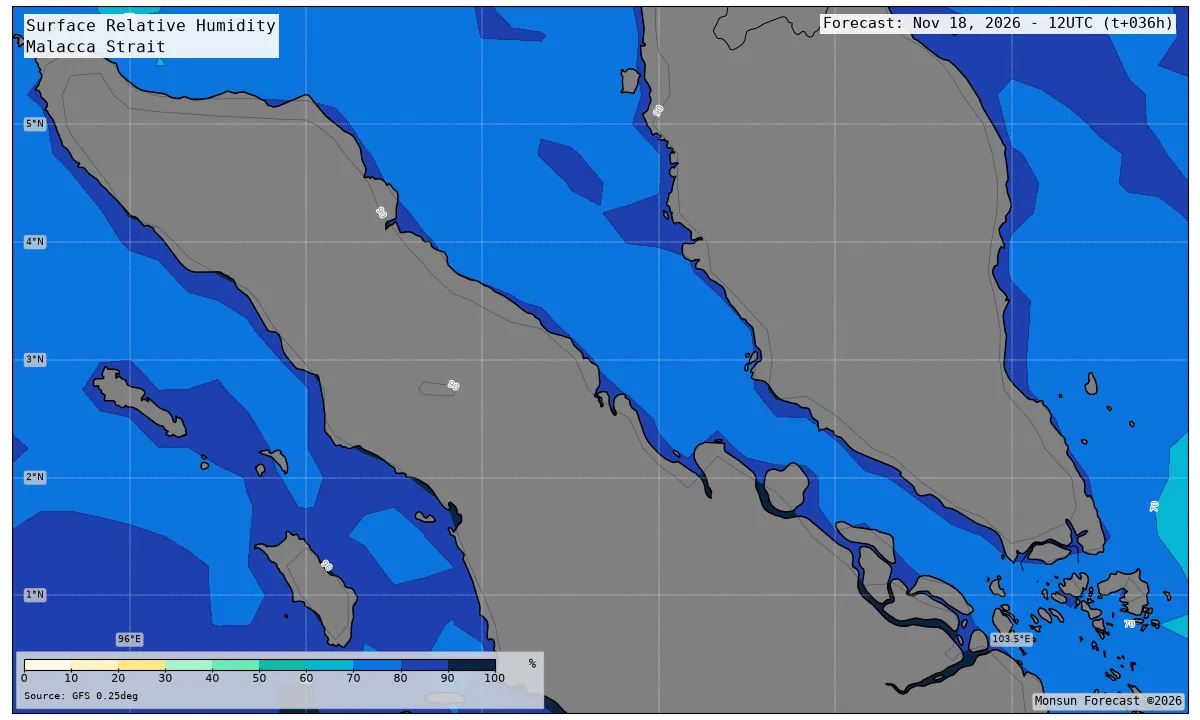 Surface Relative Humidity
Malacca Strait
Forecast: Nov 18, 2026 - 12UTC (t+036h)
90
5°N
90
4°N
3°N
90
2°N
70
90
1°N
70
96°E
103.5°E
%
0 10 20 30 40 50 60 70 80 90 100
Source: GFS 0.25deg
Monsun Forecast ©2026